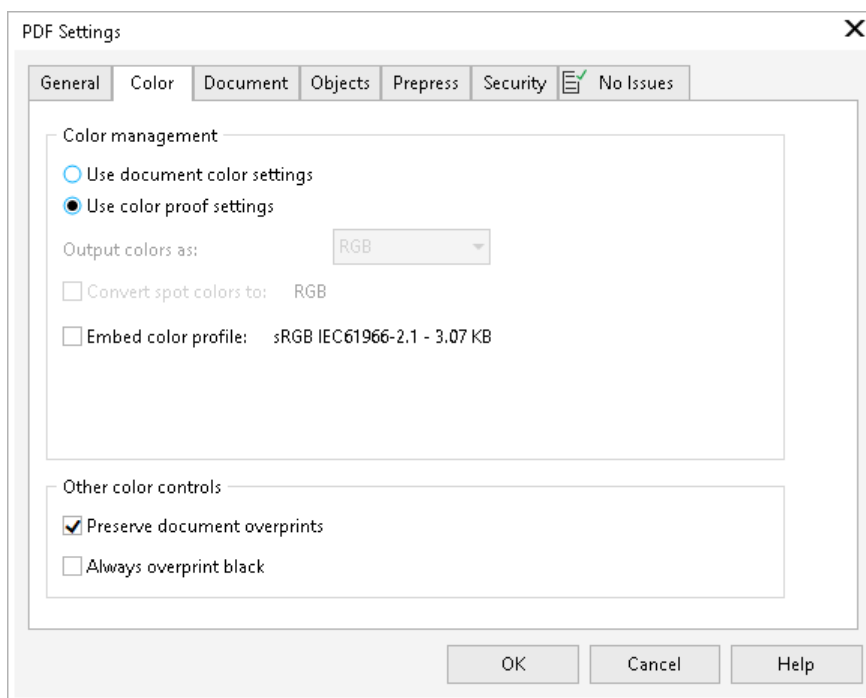 PDF Settings
General Color Document Objects Prepress Security No Issues
Color management
Use document color settings
Use color proof settings
Output colors as: RGB
Convert spot colors to: RGB
Embed color profile: sRGB IEC61966-2.1 - 3.07 KB
Other color controls
Preserve document overprints
Always overprint black
OK Cancel Help